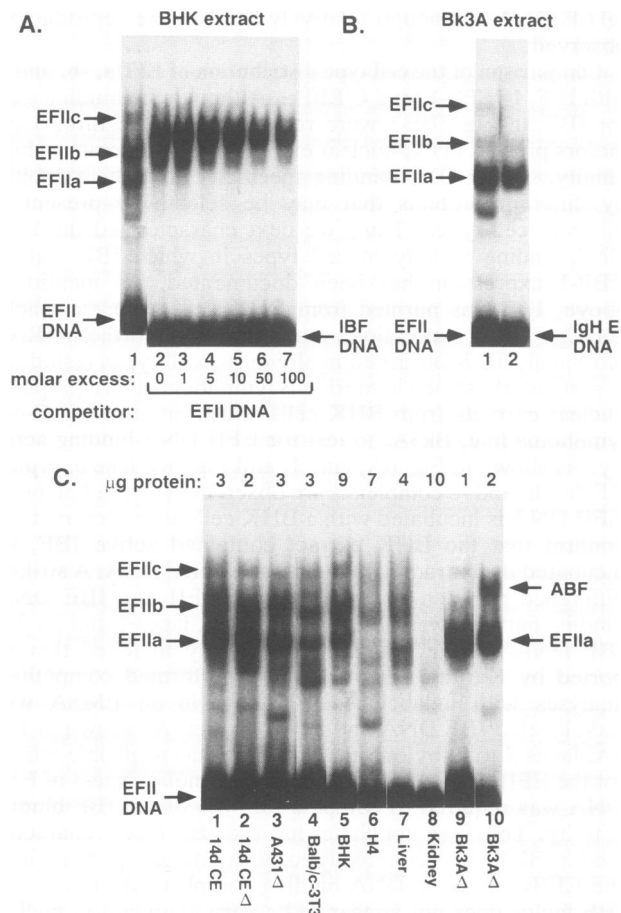 A. BHK extract
EFIIc
EFIIb
EFIIa
EFII DNA
IBF DNA
1 2 3 4 5 6 7
molar excess: 0 1 5 10 50 100
competitor: EFII DNA
B. Bk3A extract
EFIIc
EFIIb
EFIIa
EFII DNA
IgH E DNA
1 2
C.
µg protein: 3 2 3 3 9 7 4 10 1 2
EFIIc
EFIIb
EFIIa
ABF
EFIIa
EFII DNA
1 2 3 4 5 6 7 8 9 10
14d CE
14d CE Δ
A431 Δ
Balb/c-3T3
BHK
H4
Liver
Kidney
Bk3A Δ
Bk3A Δ